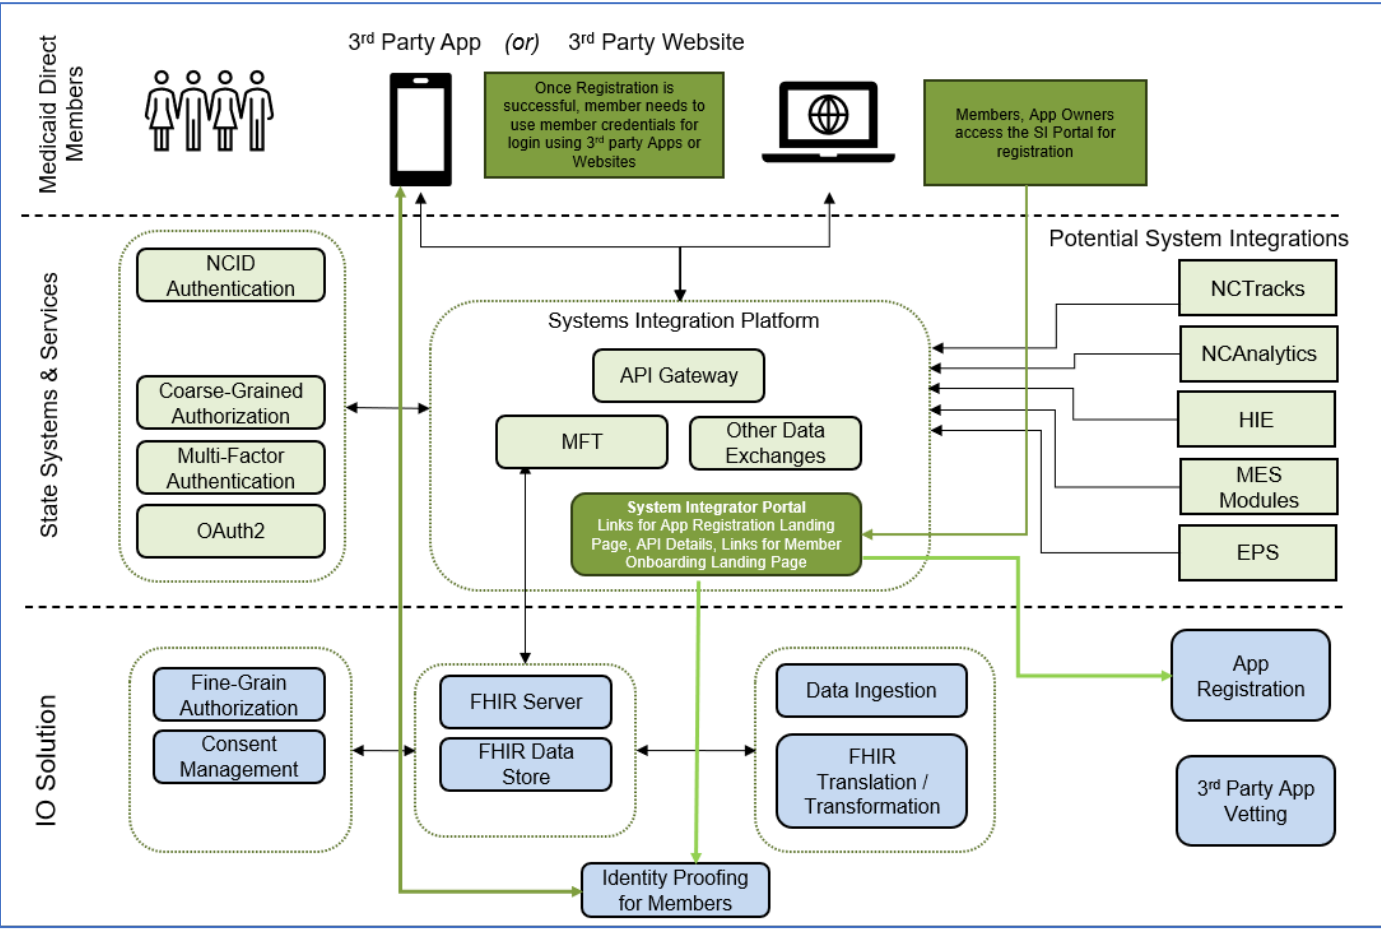 3rd Party App (or) 3rd Party Website
Medicaid Direct
Members
Once Registration is
successful, member needs to
use member credentials for
login using 3rd party Apps or
Websites
Members, App Owners
access the SI Portal for
registration
State Systems & Services
NCID
Authentication
Coarse-Grained
Authorization
Multi-Factor
Authentication
OAuth2
Systems Integration Platform
API Gateway
MFT
Other Data
Exchanges
System Integrator Portal
Links for App Registration Landing
Page, API Details, Links for Member
Onboarding Landing Page
Potential System Integrations
NCTracks
NCAnalytics
HIE
MES
Modules
EPS
IO Solution
Fine-Grain
Authorization
Consent
Management
FHIR Server
FHIR Data
Store
Data Ingestion
FHIR
Translation /
Transformation
App
Registration
3rd Party App
Vetting
Identity Proofing
for Members